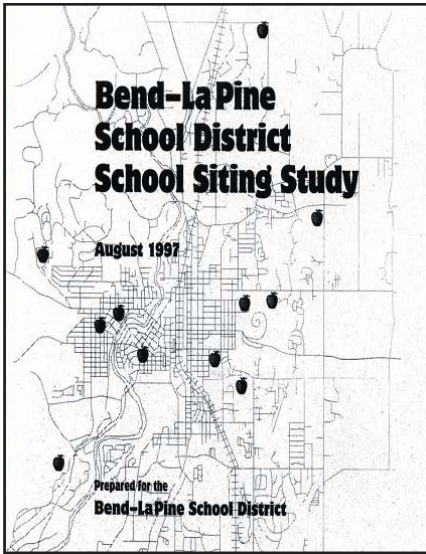 Bend–La Pine
School District
School Siting Study
August 1997
Prepared for the
Bend–La Pine School District